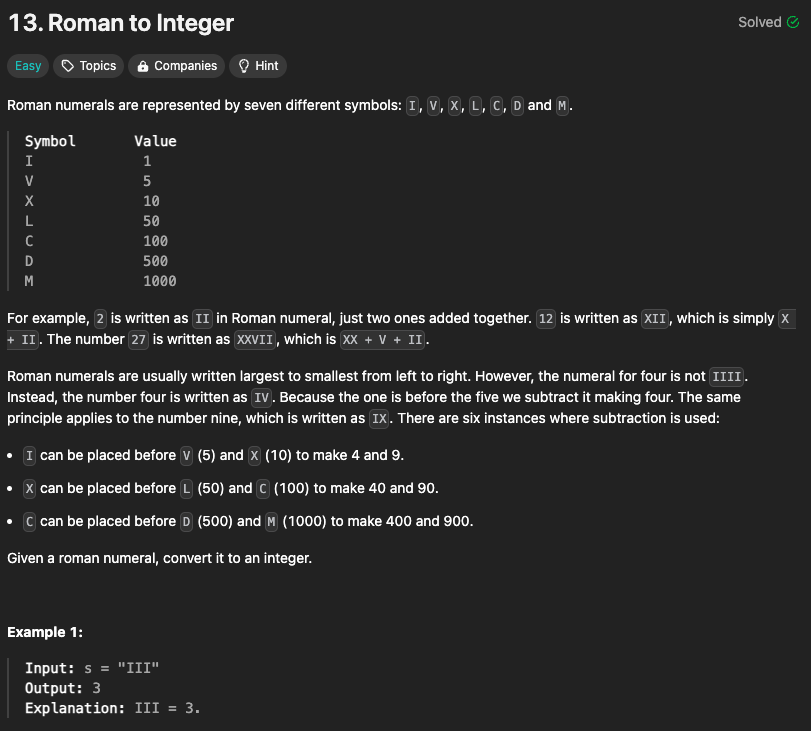 13. Roman to Integer
Solved
Easy Topics Companies Hint
Roman numerals are represented by seven different symbols: I, V, X, L, C, D and M.
Symbol Value
I 1
V 5
X 10
L 50
C 100
D 500
M 1000
For example, 2 is written as II in Roman numeral, just two ones added together. 12 is written as XII, which is simply X
+ II. The number 27 is written as XXVII, which is XX + V + II.
Roman numerals are usually written largest to smallest from left to right. However, the numeral for four is not IIII.
Instead, the number four is written as IV. Because the one is before the five we subtract it making four. The same
principle applies to the number nine, which is written as IX. There are six instances where subtraction is used:
• I can be placed before V (5) and X (10) to make 4 and 9.
• X can be placed before L (50) and C (100) to make 40 and 90.
• C can be placed before D (500) and M (1000) to make 400 and 900.
Given a roman numeral, convert it to an integer.
Example 1:
Input: s = "III"
Output: 3
Explanation: III = 3.